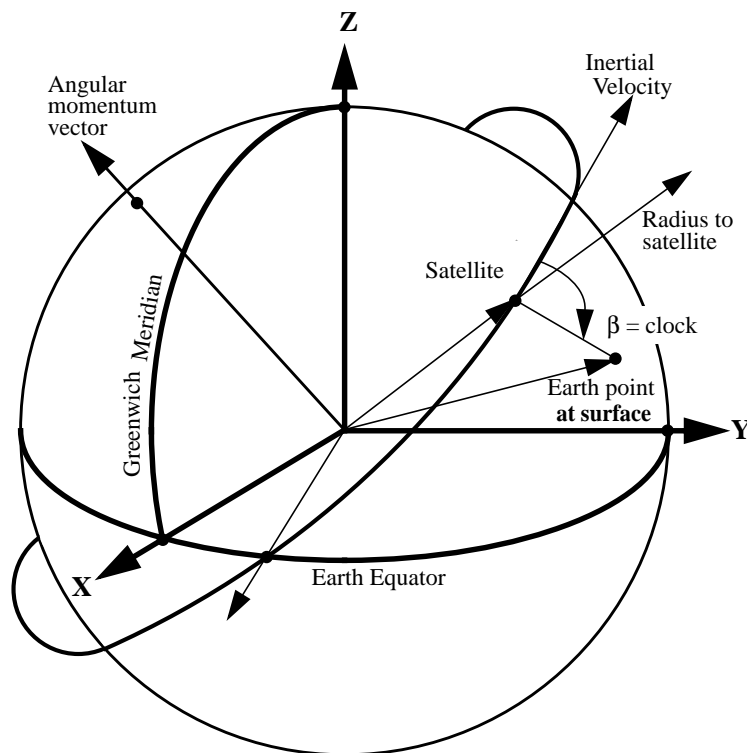 Z
Inertial
Velocity
Angular
momentum
vector
Radius to
satellite
Satellite
Greenwich Meridian
β = clock
Earth point
at surface
Y
X
Earth Equator